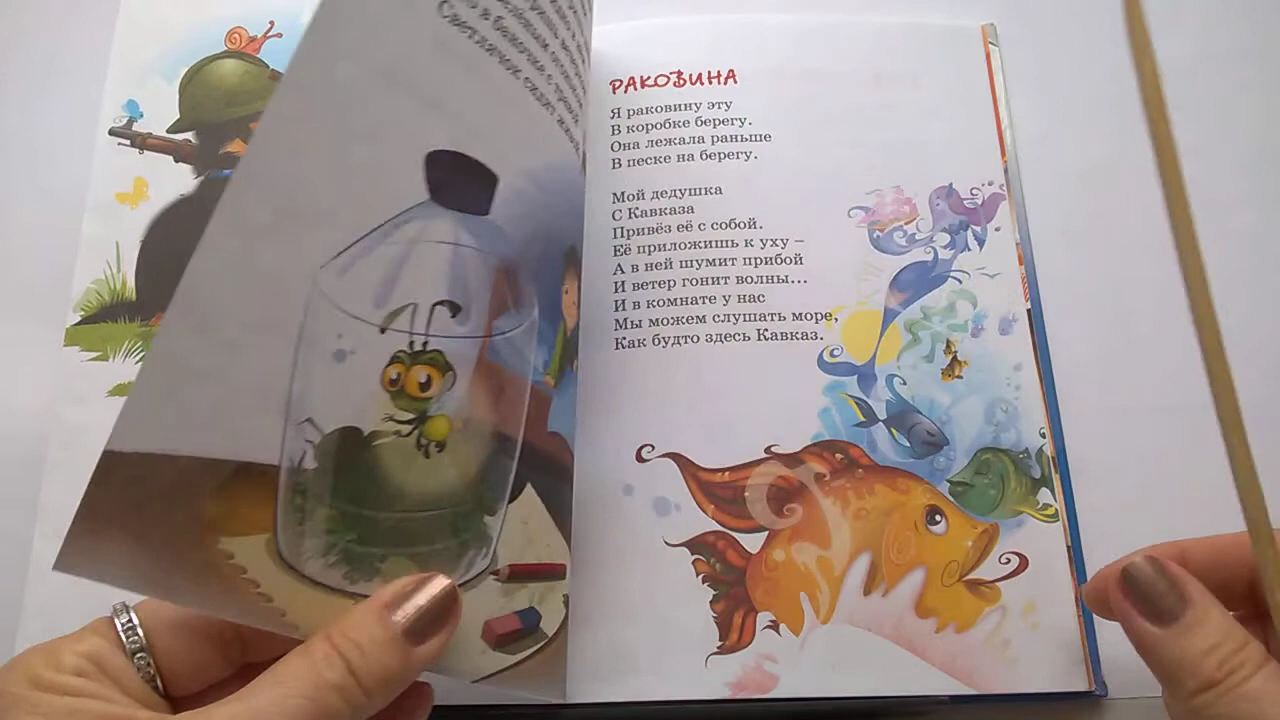 РАКОВИНА
Я раковину эту
В коробке берегу.
Она лежала раньше
В песке на берегу.
Мой дедушка
С Кавказа
Привёз её с собой.
Её приложишь к уху –
А в ней шумит прибой
И ветер гонит волны...
И в комнате у нас
Мы можем слушать море,
Как будто здесь Кавказ.